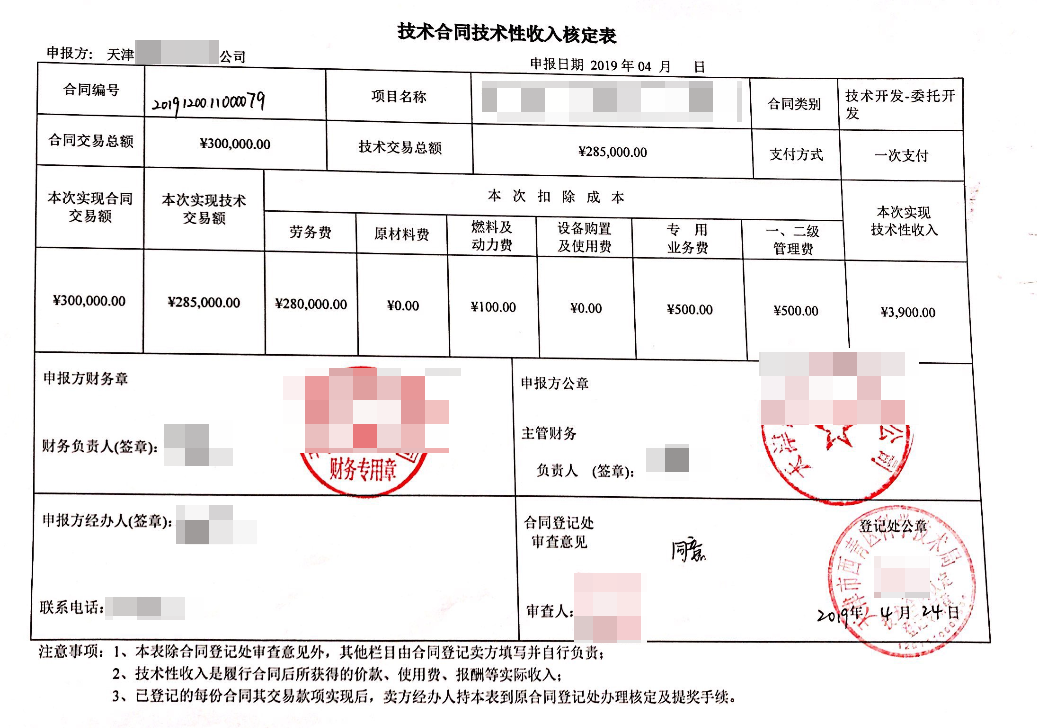 技术合同技术性收入核定表
申报方: 天津 公司
申报日期 2019 年 04 月 日
合同编号 2019120011000079 项目名称 合同类别 技术开发-委托开发
合同交易总额 ¥300,000.00 技术交易总额 ¥285,000.00 支付方式 一次支付
本次实现合同交易额 本次实现技术交易额 本次扣除成本 本次实现技术性收入
劳务费 原材料费 燃料及动力费 设备购置及使用费 专用业务费 一、二级管理费
¥300,000.00 ¥285,000.00 ¥280,000.00 ¥0.00 ¥100.00 ¥0.00 ¥500.00 ¥500.00 ¥3,900.00
申报方财务章
财务负责人(签章):
财务专用章
申报方公章
主管财务
负责人 (签章):
公司
申报方经办人(签章):
联系电话:
合同登记处
审查意见
同意
审查人:
登记处公章
天津市西青区科学技术局
2019年 4月 24日
注意事项: 1、本表除合同登记处审查意见外，其他栏目由合同登记卖方填写并自行负责;
2、技术性收入是履行合同后所获得的价款、使用费、报酬等实际收入;
3、已登记的每份合同其交易款项实现后，卖方经办人持本表到原合同登记处办理核定及提奖手续。